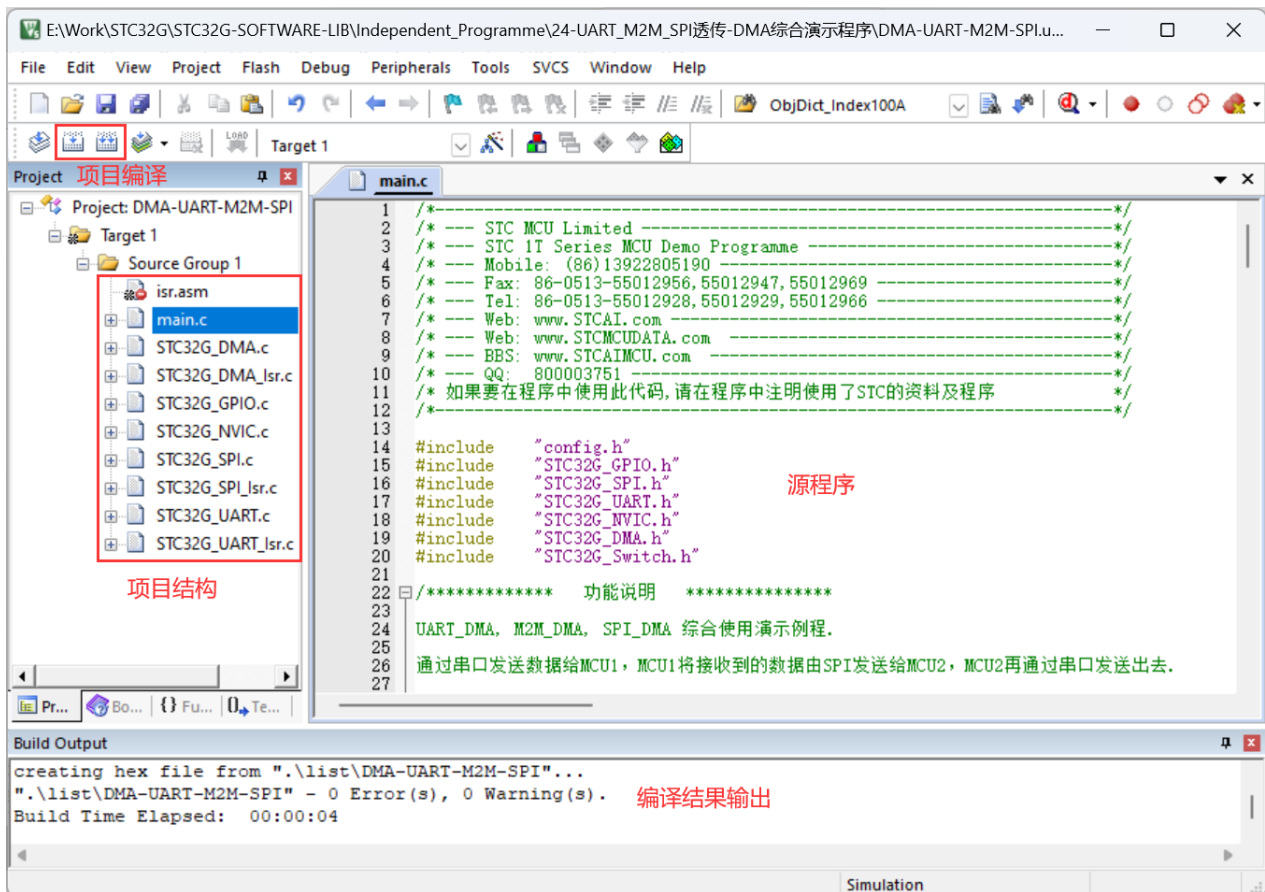 E:\Work\STC32G\STC32G-SOFTWARE-LIB\Independent_Programme\24-UART_M2M_SPI透传-DMA综合演示程序\DMA-UART-M2M-SPI.u...
File Edit View Project Flash Debug Peripherals Tools SVCS Window Help
ObjDict_Index100A
LOAD
Target 1
Project 项目编译
main.c
Project: DMA-UART-M2M-SPI
Target 1
Source Group 1
isr.asm
main.c
STC32G_DMA.c
STC32G_DMA_Isr.c
STC32G_GPIO.c
STC32G_NVIC.c
STC32G_SPI.c
STC32G_SPI_Isr.c
STC32G_UART.c
STC32G_UART_Isr.c
项目结构
Pr... Bo... {} Fu... 0 Te...
1 /*---------------------------------------------------------------------*/
2 /* --- STC MCU Limited ------------------------------------------------*/
3 /* --- STC 1T Series MCU Demo Programme -------------------------------*/
4 /* --- Mobile: (86)13922805190 ----------------------------------------*/
5 /* --- Fax: 86-0513-55012956,55012947,55012969 ------------------------*/
6 /* --- Tel: 86-0513-55012928,55012929,55012966 ------------------------*/
7 /* --- Web: www.STCAI.com ---------------------------------------------*/
8 /* --- Web: www.STCMCUDATA.com ---------------------------------------*/
9 /* --- BBS: www.STCAIMCU.com -----------------------------------------*/
10 /* --- QQ: 800003751 -------------------------------------------------*/
11 /* 如果要在程序中使用此代码,请在程序中注明使用了STC的资料及程序 */
12 /*---------------------------------------------------------------------*/
13
14 #include "config.h"
15 #include "STC32G_GPIO.h"
16 #include "STC32G_SPI.h"
17 #include "STC32G_UART.h"
18 #include "STC32G_NVIC.h"
19 #include "STC32G_DMA.h"
20 #include "STC32G_Switch.h"
源程序
21
22 /************* 功能说明 ***************
23
24 UART_DMA, M2M_DMA, SPI_DMA 综合使用演示例程.
25
26 通过串口发送数据给MCU1，MCU1将接收到的数据由SPI发送给MCU2，MCU2再通过串口发送出去.
27
Build Output
creating hex file from ".\list\DMA-UART-M2M-SPI"...
".\list\DMA-UART-M2M-SPI" - 0 Error(s), 0 Warning(s).
Build Time Elapsed: 00:00:04
编译结果输出
Simulation